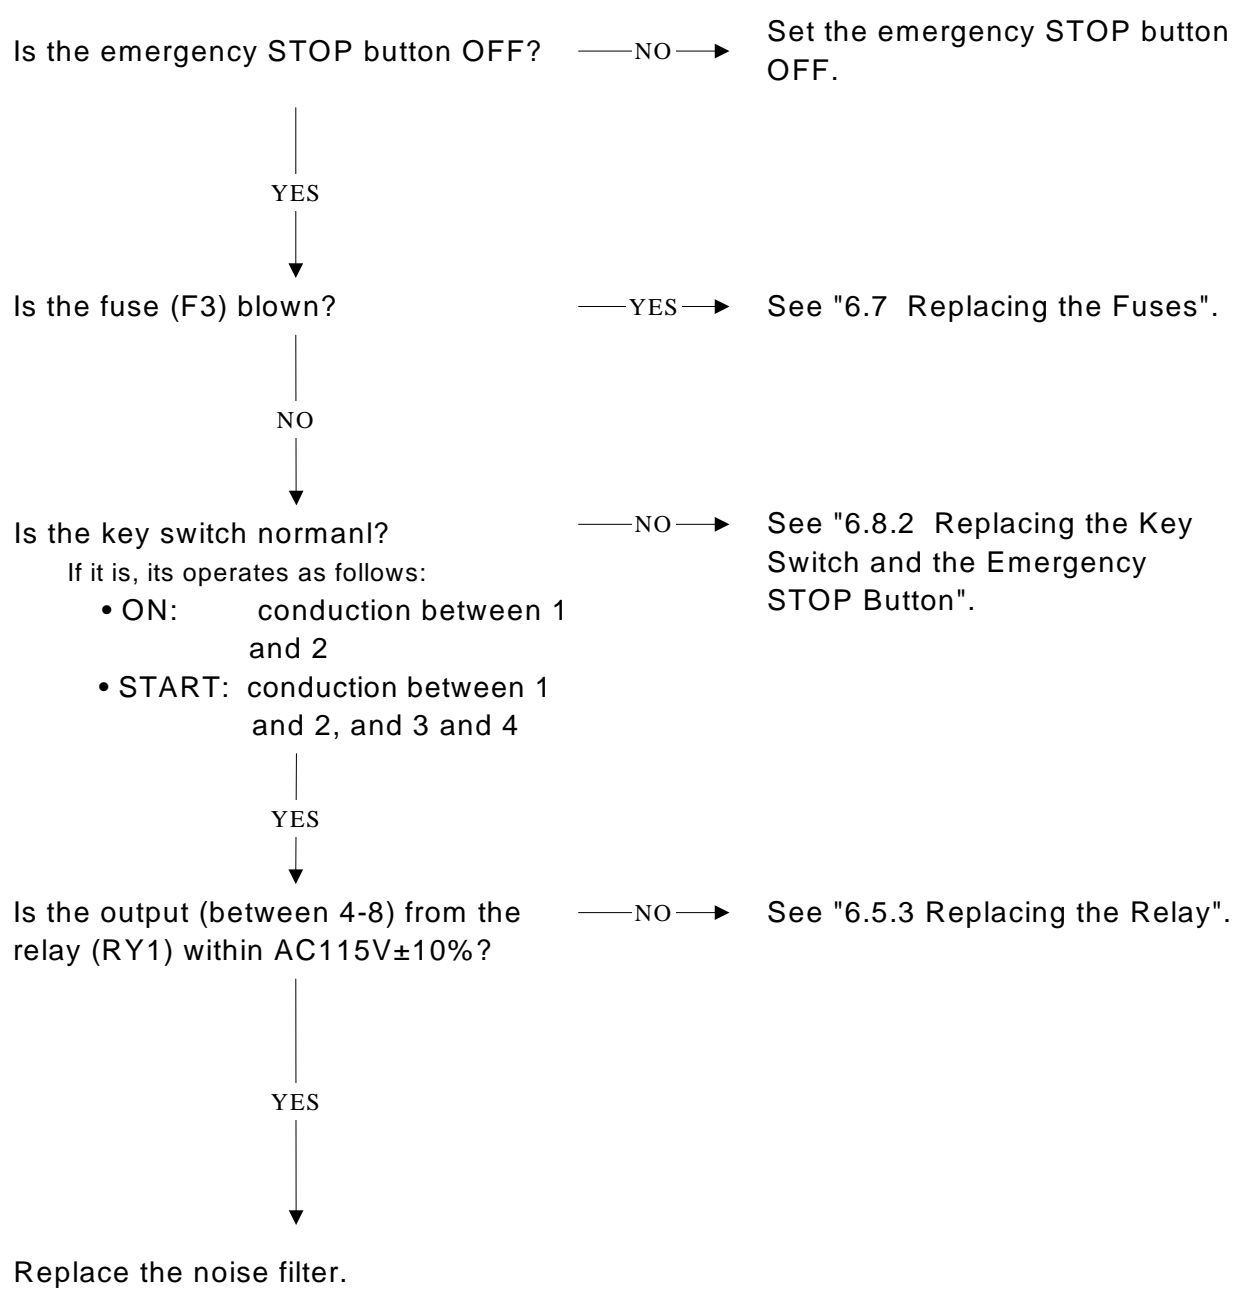 Is the emergency STOP button OFF?
NO
Set the emergency STOP button
OFF.
YES
Is the fuse (F3) blown?
YES
See "6.7 Replacing the Fuses".
NO
Is the key switch normanl?
If it is, its operates as follows:
• ON: conduction between 1
and 2
• START: conduction between 1
and 2, and 3 and 4
NO
See "6.8.2 Replacing the Key
Switch and the Emergency
STOP Button".
YES
Is the output (between 4-8) from the
relay (RY1) within AC115V±10%?
NO
See "6.5.3 Replacing the Relay".
YES
Replace the noise filter.